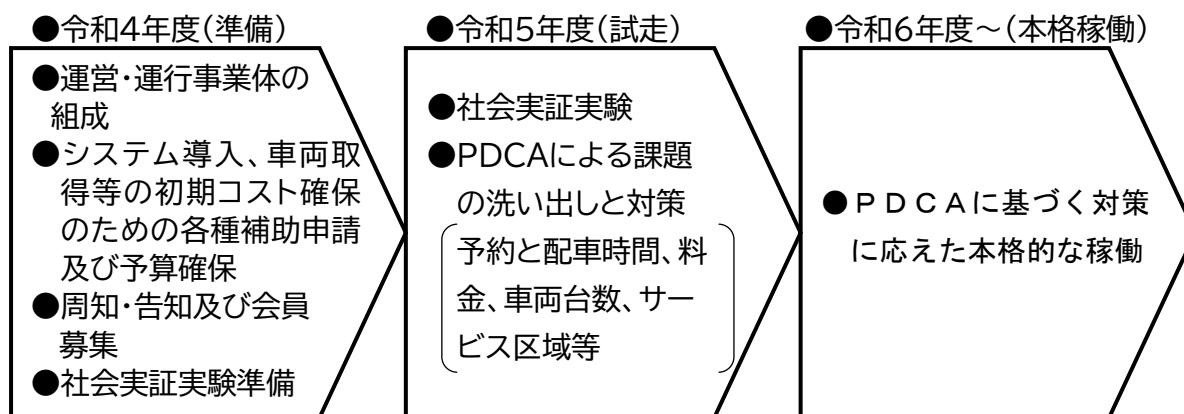 ●令和4年度(準備)
●運営・運行事業体の
組成
●システム導入、車両取
得等の初期コスト確保
のための各種補助申請
及び予算確保
●周知・告知及び会員
募集
●社会実証実験準備
●令和5年度(試走)
●社会実証実験
●PDCAによる課題
の洗い出しと対策
予約と配車時間、料
金、車両台数、サー
ビス区域等
●令和6年度～(本格稼働)
●ＰＤＣＡに基づく対策
に応えた本格的な稼働